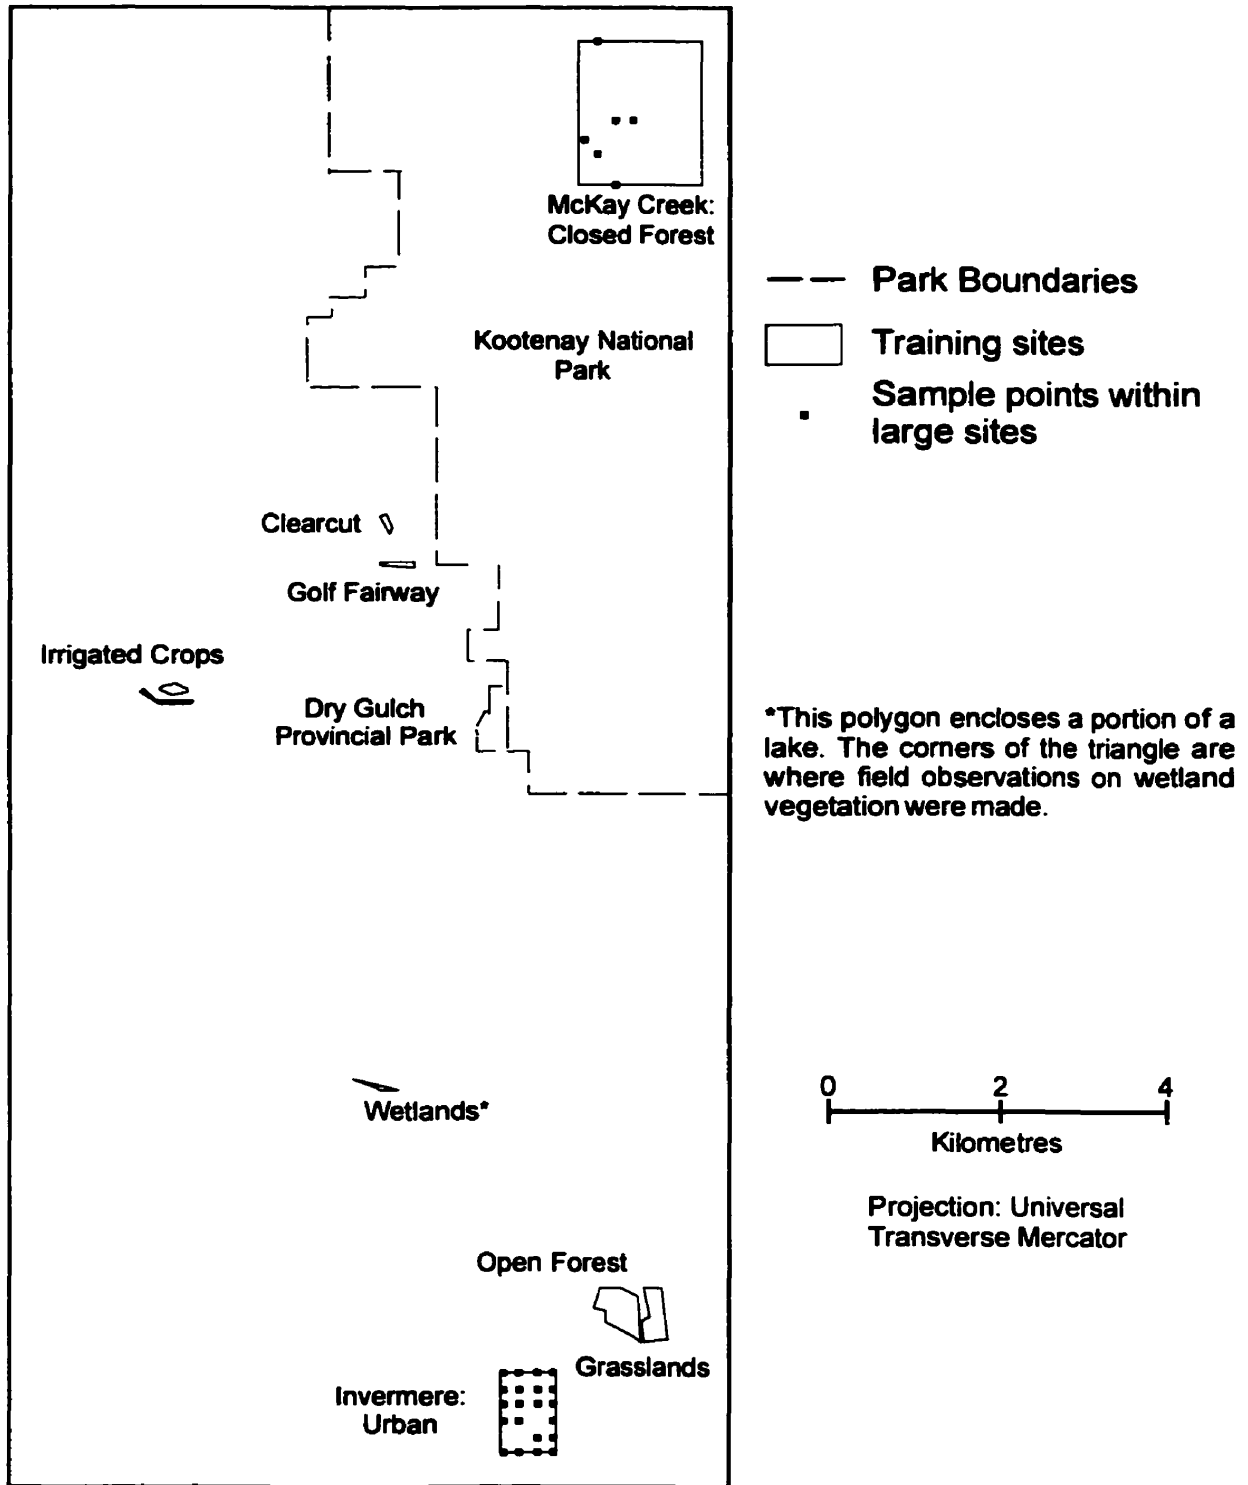 McKay Creek:
Closed Forest
Kootenay National
Park
Clearcut
Golf Fairway
Irrigated Crops
Dry Gulch
Provincial Park
Wetlands*
Open Forest
Grasslands
Invermere:
Urban
Park Boundaries
Training sites
Sample points within
large sites
*This polygon encloses a portion of a
lake. The corners of the triangle are
where field observations on wetland
vegetation were made.
0 2 4
Kilometres
Projection: Universal
Transverse Mercator